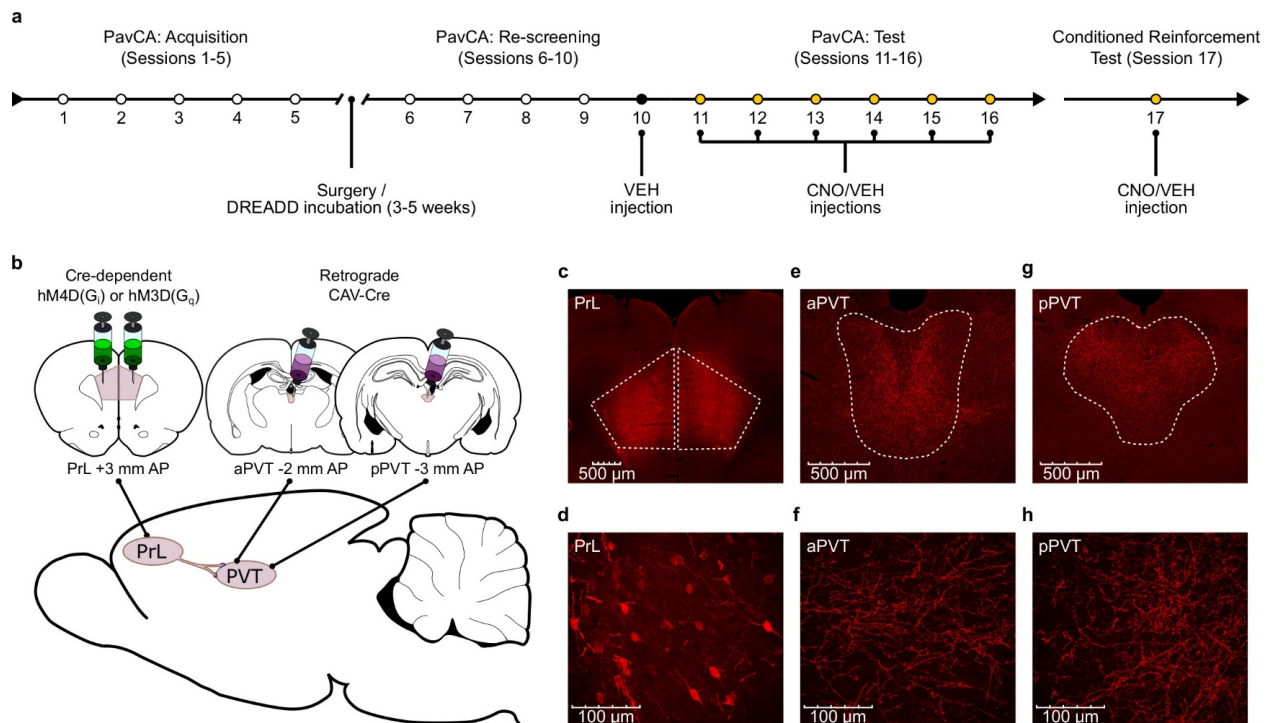 a
PavCA: Acquisition
(Sessions 1-5)
PavCA: Re-screening
(Sessions 6-10)
PavCA: Test
(Sessions 11-16)
Conditioned Reinforcement
Test (Session 17)
1 2 3 4 5 6 7 8 9 10 11 12 13 14 15 16 17
Surgery /
DREADD incubation (3-5 weeks)
VEH
injection
CNO/VEH
injections
CNO/VEH
injection
b
Cre-dependent
hM4D(Gi) or hM3D(Gq)
Retrograde
CAV-Cre
PrL +3 mm AP
aPVT -2 mm AP
pPVT -3 mm AP
PrL
PVT
c
PrL
500 µm
e
aPVT
500 µm
g
pPVT
500 µm
d
PrL
100 µm
f
aPVT
100 µm
h
pPVT
100 µm